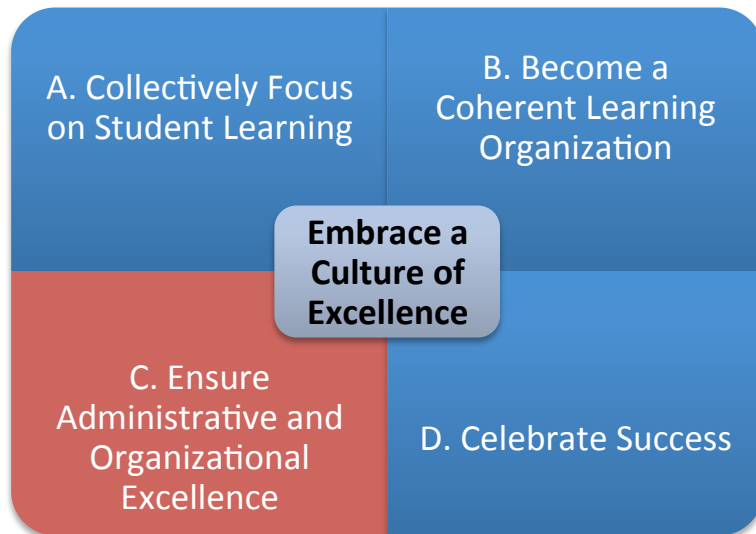 A. Collectively Focus
on Student Learning
B. Become a
Coherent Learning
Organization
Embrace a
Culture of
Excellence
C. Ensure
Administrative and
Organizational
Excellence
D. Celebrate Success